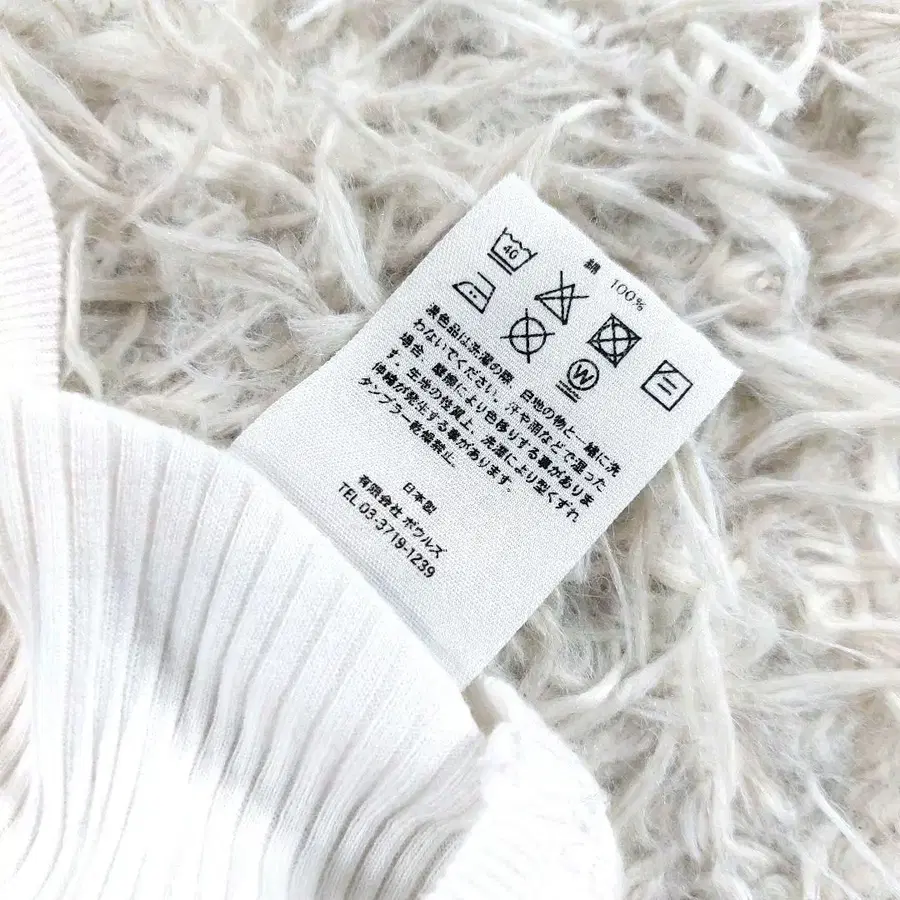 綿 100%
40
W
濃色品は洗濯の際、白地の物と一緒に洗
わないでください。汗や雨などで湿った
場合、摩擦により色移りする事がありま
す。生地の性質上、洗濯により型くずれ
伸縮が発生する事があります。
タンブラー乾燥禁止。
日本製
有限会社 ボウルズ
TEL 03-3719-1239